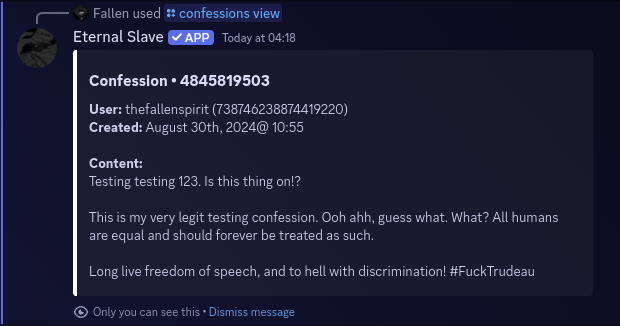 Fallen used confessions view
Eternal Slave ✓ APP Today at 04:18
Confession • 4845819503
User: thefallenspirit (738746238874419220)
Created: August 30th, 2024@ 10:55
Content:
Testing testing 123. Is this thing on!?
This is my very legit testing confession. Ooh ahh, guess what. What? All humans
are equal and should forever be treated as such.
Long live freedom of speech, and to hell with discrimination! #FuckTrudeau
Only you can see this • Dismiss message